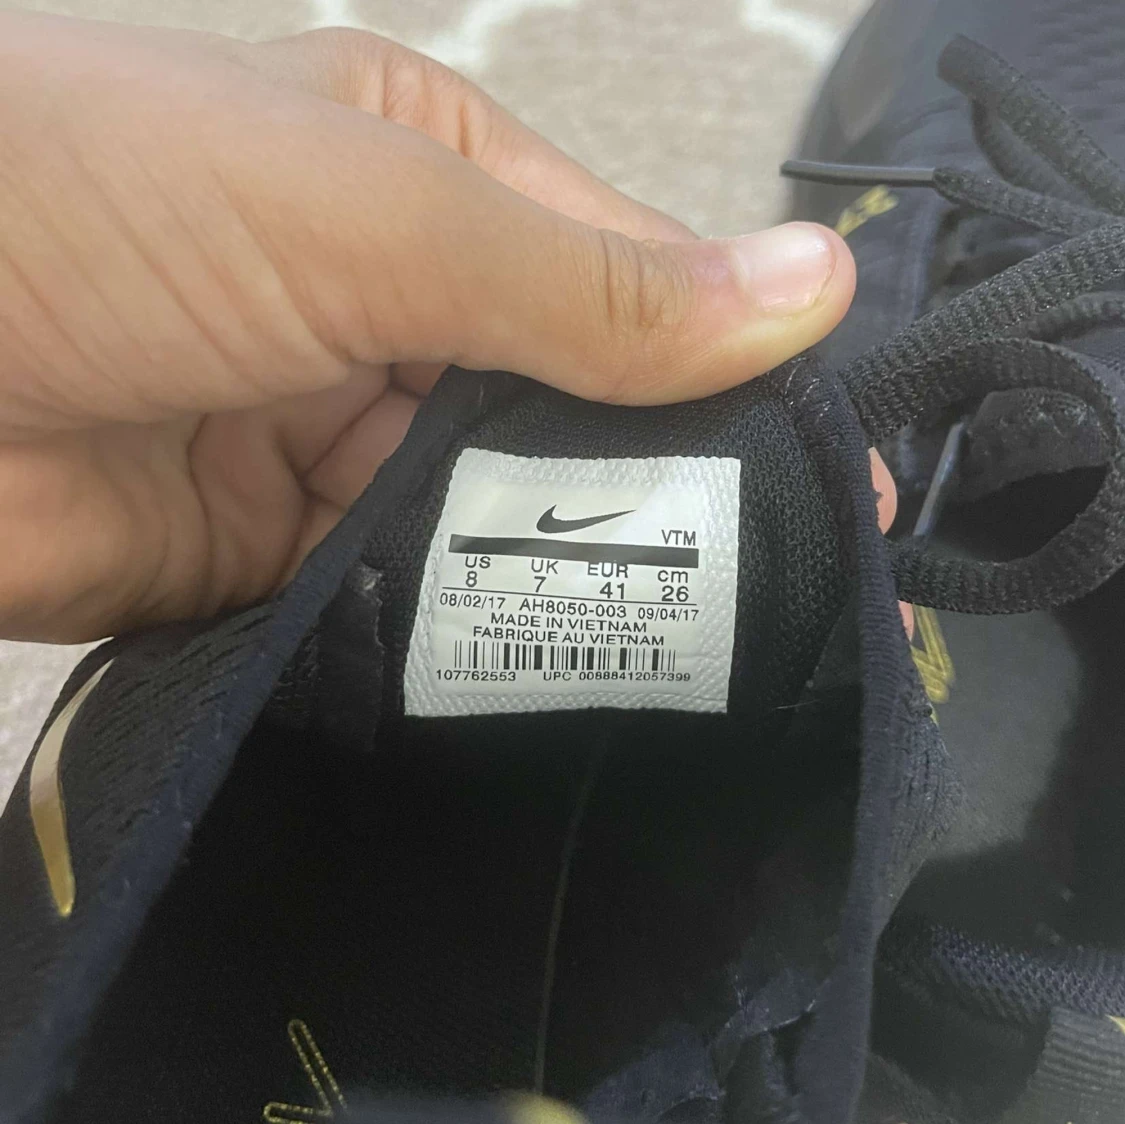 VTM
US UK EUR cm
8 7 41 26
08/02/17 AH8050-003 09/04/17
MADE IN VIETNAM
FABRIQUE AU VIETNAM
107762553 UPC 00888412057399